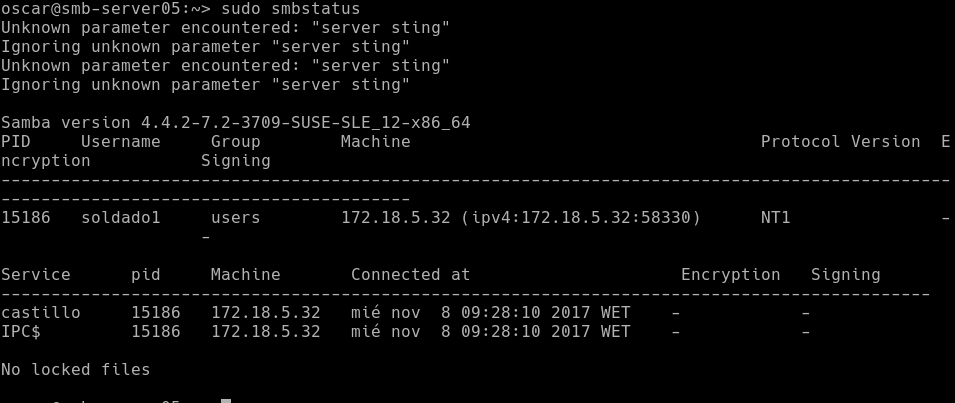 oscar@smb-server05:~> sudo smbstatus
Unknown parameter encountered: "server sting"
Ignoring unknown parameter "server sting"
Unknown parameter encountered: "server sting"
Ignoring unknown parameter "server sting"

Samba version 4.4.2-7.2-3709-SUSE-SLE_12-x86_64
PID     Username     Group        Machine                                   Protocol Version  E
ncryption           Signing
-----------------------------------------------------------------------------------------------
-----------------------------------------
15186   soldado1     users        172.18.5.32 (ipv4:172.18.5.32:58330)      NT1               -
                    -

Service      pid     Machine       Connected at                     Encryption   Signing
---------------------------------------------------------------------------------------------
castillo     15186   172.18.5.32   mié nov  8 09:28:10 2017 WET    -            -
IPC$         15186   172.18.5.32   mié nov  8 09:28:10 2017 WET    -            -

No locked files